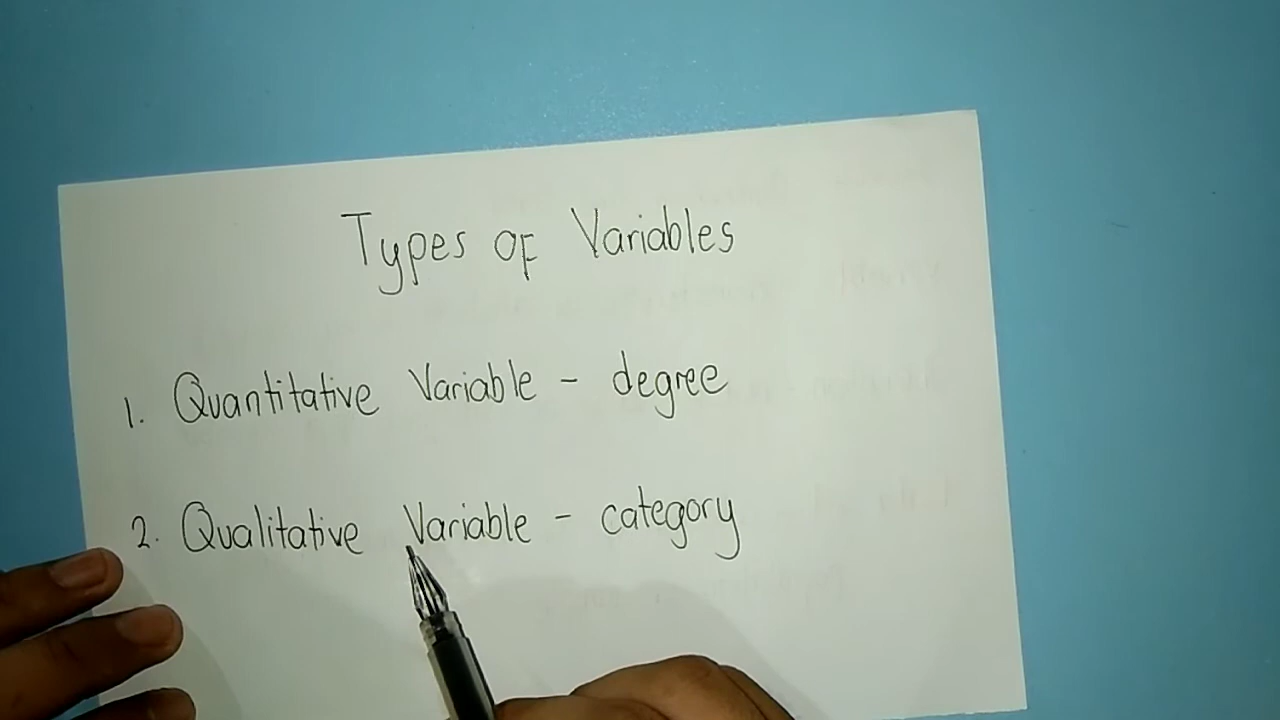 Types of Variables
1. Quantitative Variable - degree
2. Qualitative Variable - category